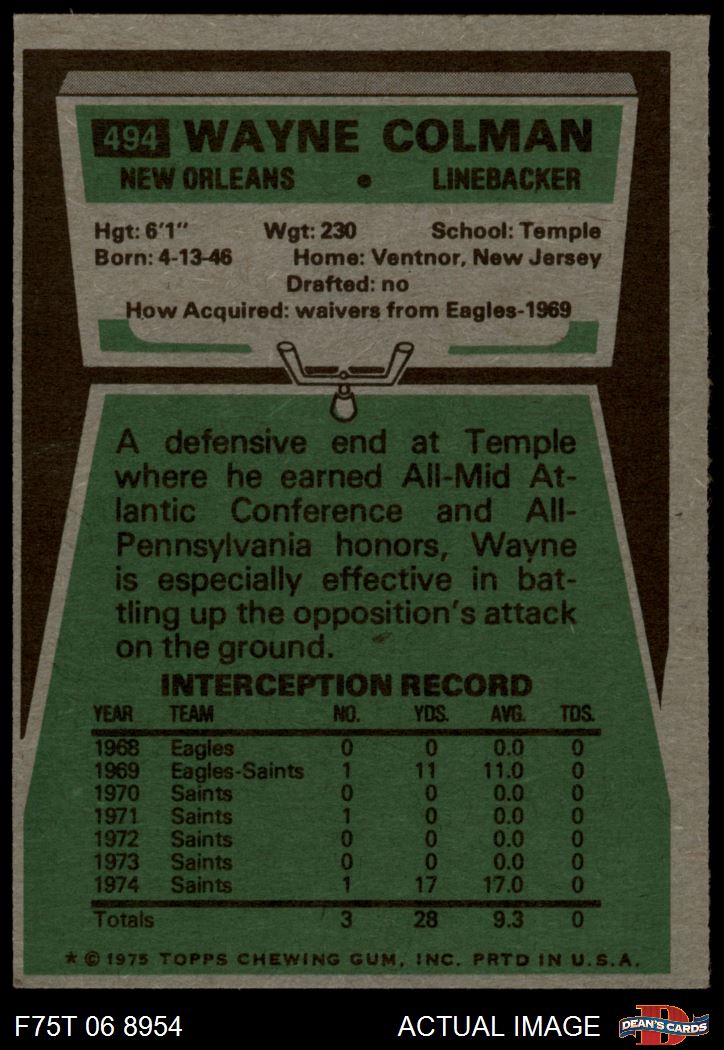 494 WAYNE COLMAN
NEW ORLEANS • LINEBACKER
Hgt: 6'1" Wgt: 230 School: Temple
Born: 4-13-46 Home: Ventnor, New Jersey
Drafted: no
How Acquired: waivers from Eagles-1969
A defensive end at Temple
where he earned All-Mid At-
lantic Conference and All-
Pennsylvania honors, Wayne
is especially effective in bat-
tling up the opposition's attack
on the ground.
INTERCEPTION RECORD
YEAR TEAM NO. YDS. AVG. TDS.
1968 Eagles 0 0 0.0 0
1969 Eagles-Saints 1 11 11.0 0
1970 Saints 0 0 0.0 0
1971 Saints 1 0 0.0 0
1972 Saints 0 0 0.0 0
1973 Saints 0 0 0.0 0
1974 Saints 1 17 17.0 0
Totals 3 28 9.3 0
* © 1975 TOPPS CHEWING GUM, INC. PRTD IN U.S.A.
F75T 06 8954 ACTUAL IMAGE D DEAN'S CARDS